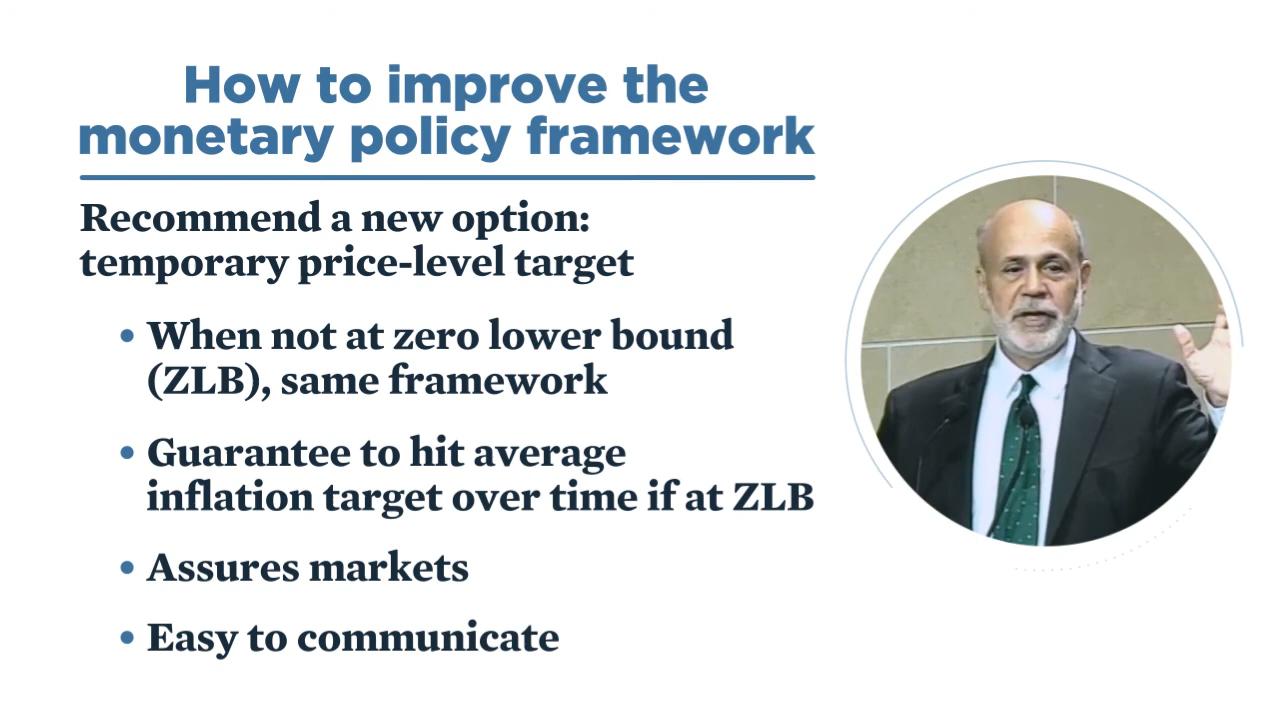 How to improve the
monetary policy framework
Recommend a new option:
temporary price-level target
• When not at zero lower bound
(ZLB), same framework
• Guarantee to hit average
inflation target over time if at ZLB
• Assures markets
• Easy to communicate